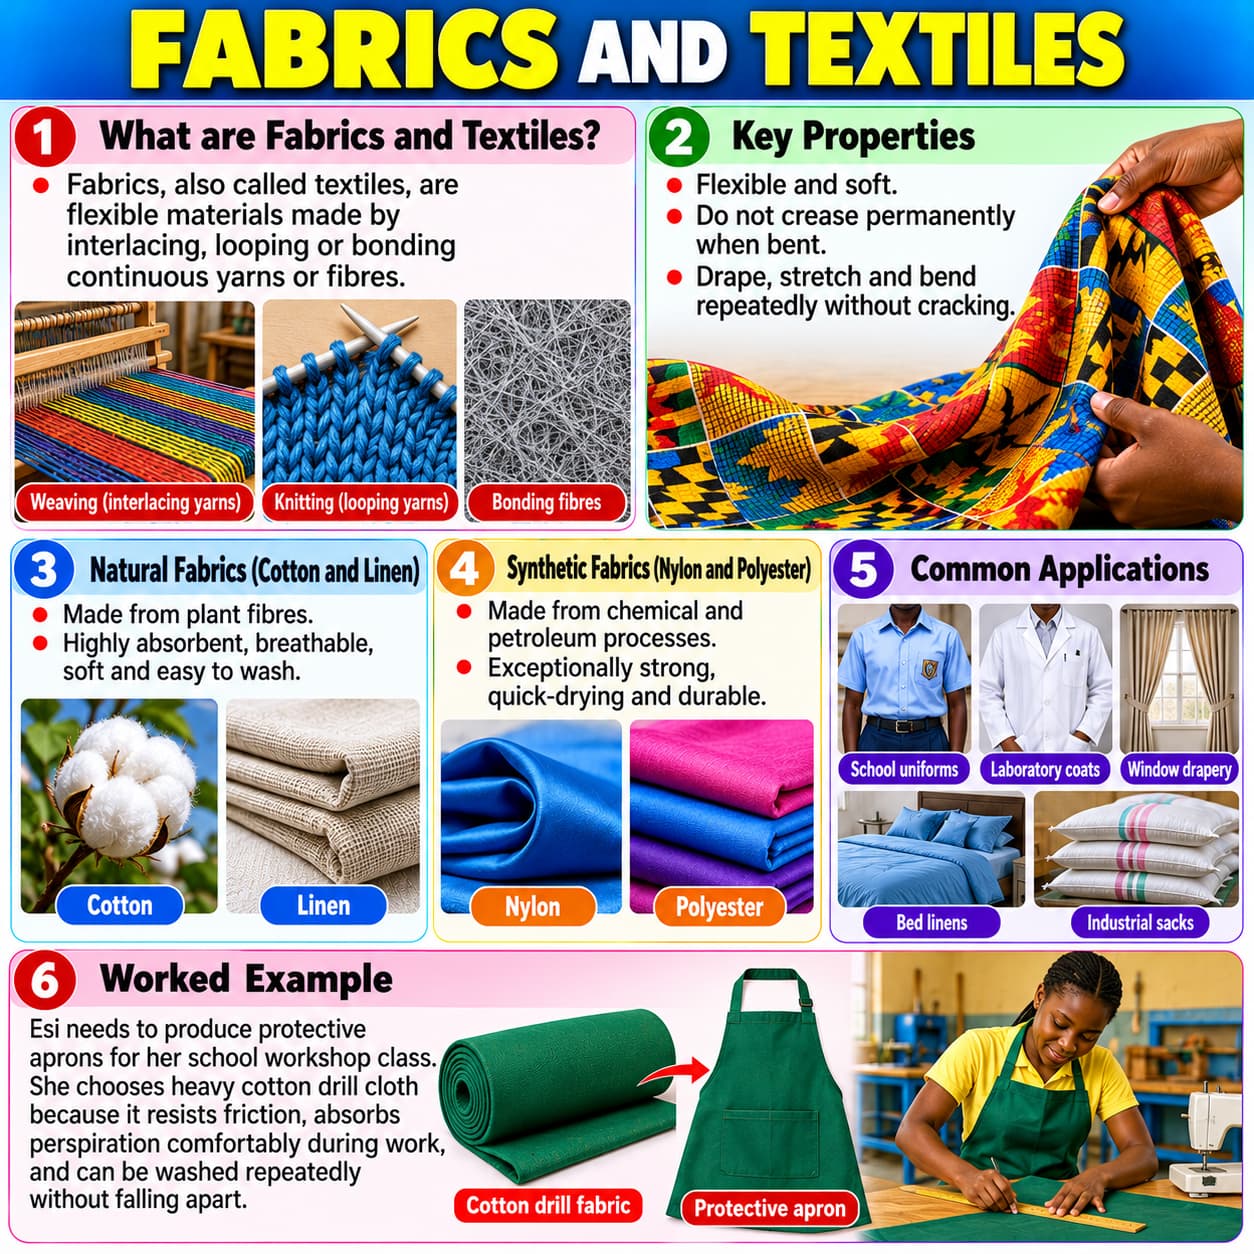 FABRICS AND TEXTILES
1 What are Fabrics and Textiles?
Fabrics, also called textiles, are
flexible materials made by
interlacing, looping or bonding
continuous yarns or fibres.
Weaving (interlacing yarns)
Knitting (looping yarns)
Bonding fibres
2 Key Properties
Flexible and soft.
Do not crease permanently
when bent.
Drape, stretch and bend
repeatedly without cracking.
3 Natural Fabrics (Cotton and Linen)
Made from plant fibres.
Highly absorbent, breathable,
soft and easy to wash.
Cotton
Linen
4 Synthetic Fabrics (Nylon and Polyester)
Made from chemical and
petroleum processes.
Exceptionally strong,
quick-drying and durable.
Nylon
Polyester
5 Common Applications
School uniforms
Laboratory coats
Window drapery
Bed linens
Industrial sacks
6 Worked Example
Esi needs to produce protective
aprons for her school workshop class.
She chooses heavy cotton drill cloth
because it resists friction, absorbs
perspiration comfortably during work,
and can be washed repeatedly
without falling apart.
Cotton drill fabric
Protective apron